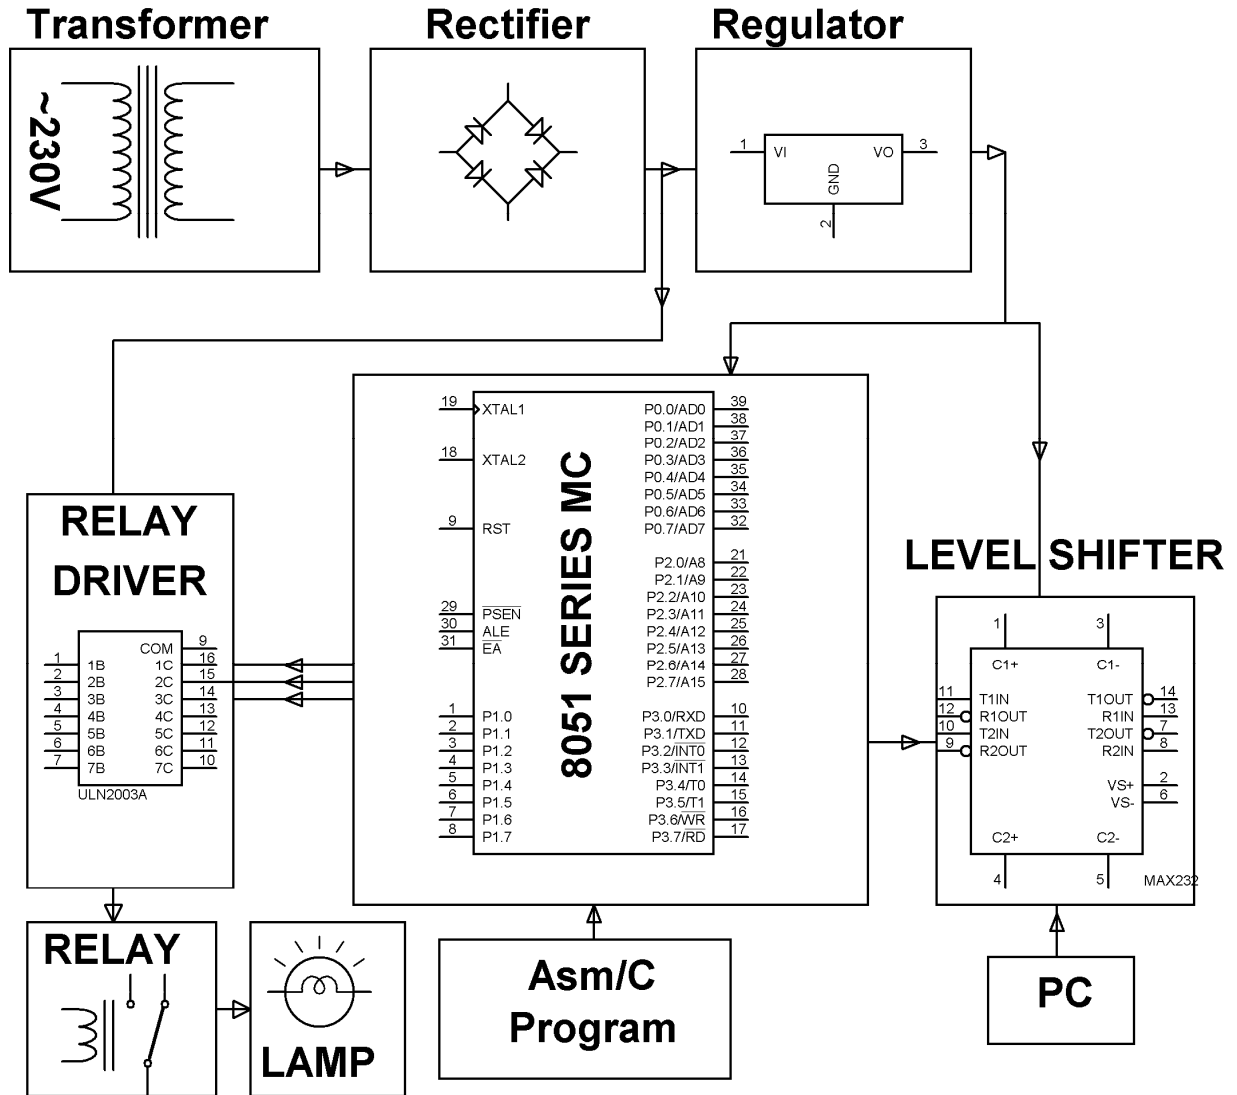 Transformer
Rectifier
Regulator
~230V
1
VI
VO
3
GND
2
19
XTAL1
18
XTAL2
9
RST
29
PSEN
30
ALE
31
EA
1
P1.0
2
P1.1
3
P1.2
4
P1.3
5
P1.4
6
P1.5
7
P1.6
8
P1.7
8051 SERIES MC
P0.0/AD0
39
P0.1/AD1
38
P0.2/AD2
37
P0.3/AD3
36
P0.4/AD4
35
P0.5/AD5
34
P0.6/AD6
33
P0.7/AD7
32
P2.0/A8
21
P2.1/A9
22
P2.2/A10
23
P2.3/A11
24
P2.4/A12
25
P2.5/A13
26
P2.6/A14
27
P2.7/A15
28
P3.0/RXD
10
P3.1/TXD
11
P3.2/INT0
12
P3.3/INT1
13
P3.4/T0
14
P3.5/T1
15
P3.6/WR
16
P3.7/RD
17
RELAY
DRIVER
COM
9
1
1B
1C
16
2
2B
2C
15
3
3B
3C
14
4
4B
4C
13
5
5B
5C
12
6
6B
6C
11
7
7B
7C
10
ULN2003A
LEVEL SHIFTER
1
3
C1+
C1-
11
T1IN
T1OUT
14
12
R1OUT
R1IN
13
10
T2IN
T2OUT
7
9
R2OUT
R2IN
8
VS+
2
VS-
6
C2+
C2-
4
5
MAX232
RELAY
LAMP
Asm/C
Program
PC